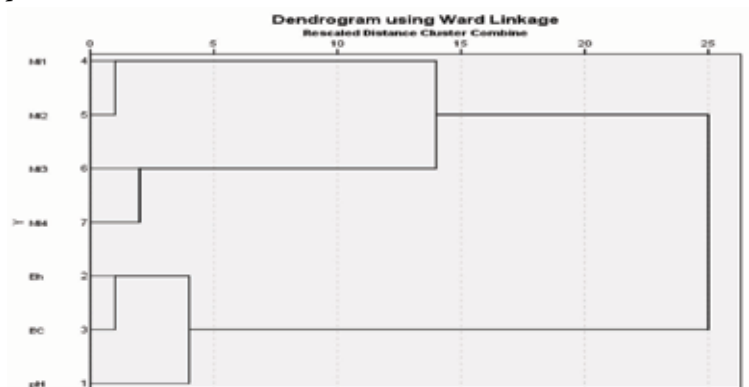 Dendrogram using Ward Linkage
Rescaled Distance Cluster Combine
0 5 10 15 20 25
MI1 4
MI2 5
MI3 6
Y
MI4 7
Eh 2
EC 3
pH 1